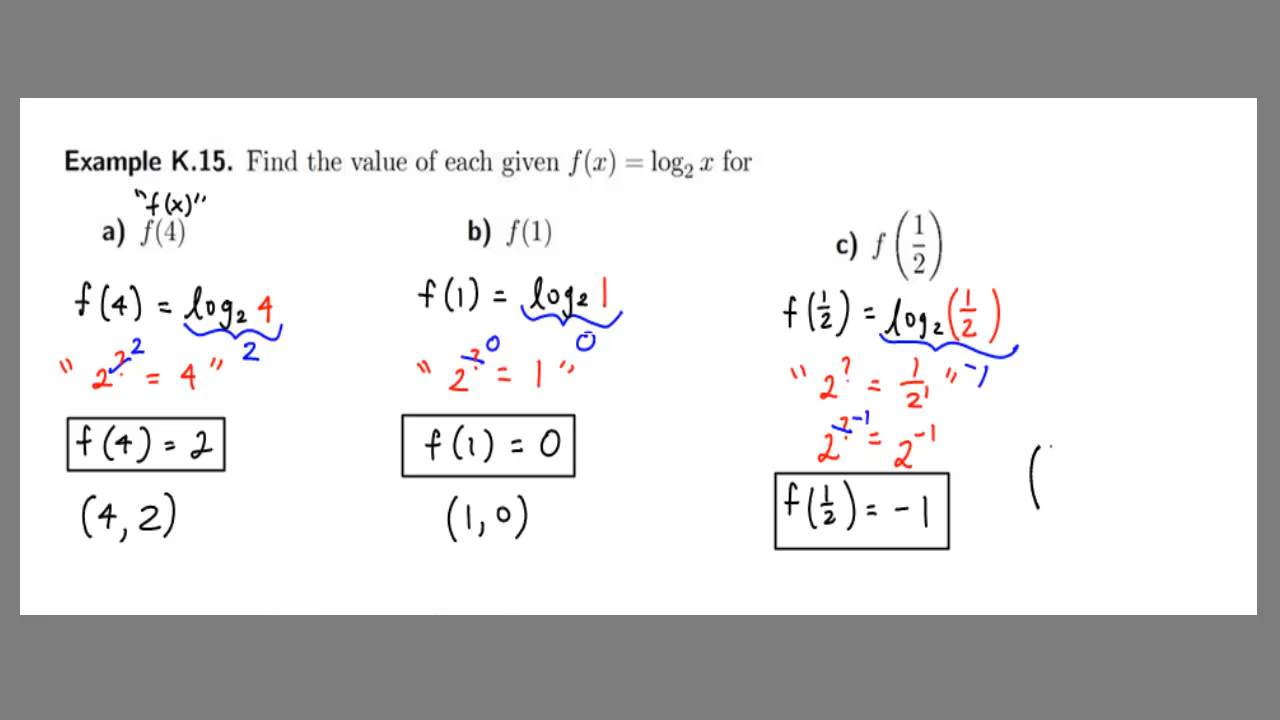 Example K.15. Find the value of each given f(x) = log₂ x for
"f(x)"
a) f(4)
f(4) = log₂ 4
2
" 2^? 2 = 4 "
f(4) = 2
(4, 2)
b) f(1)
f(1) = log₂ 1
0
" 2^? 0 = 1 "
f(1) = 0
(1, 0)
c) f(1/2)
f(1/2) = log₂ (1/2)
-1
" 2^? = 1/2¹ "
2^? -1 = 2^-1
f(1/2) = -1
(